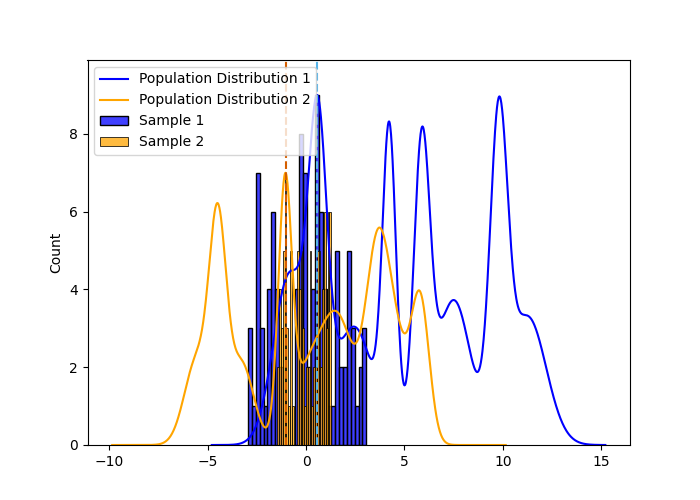 Population Distribution 1
Population Distribution 2
Sample 1
Sample 2
Count
8
6
4
2
0
−10
−5
0
5
10
15